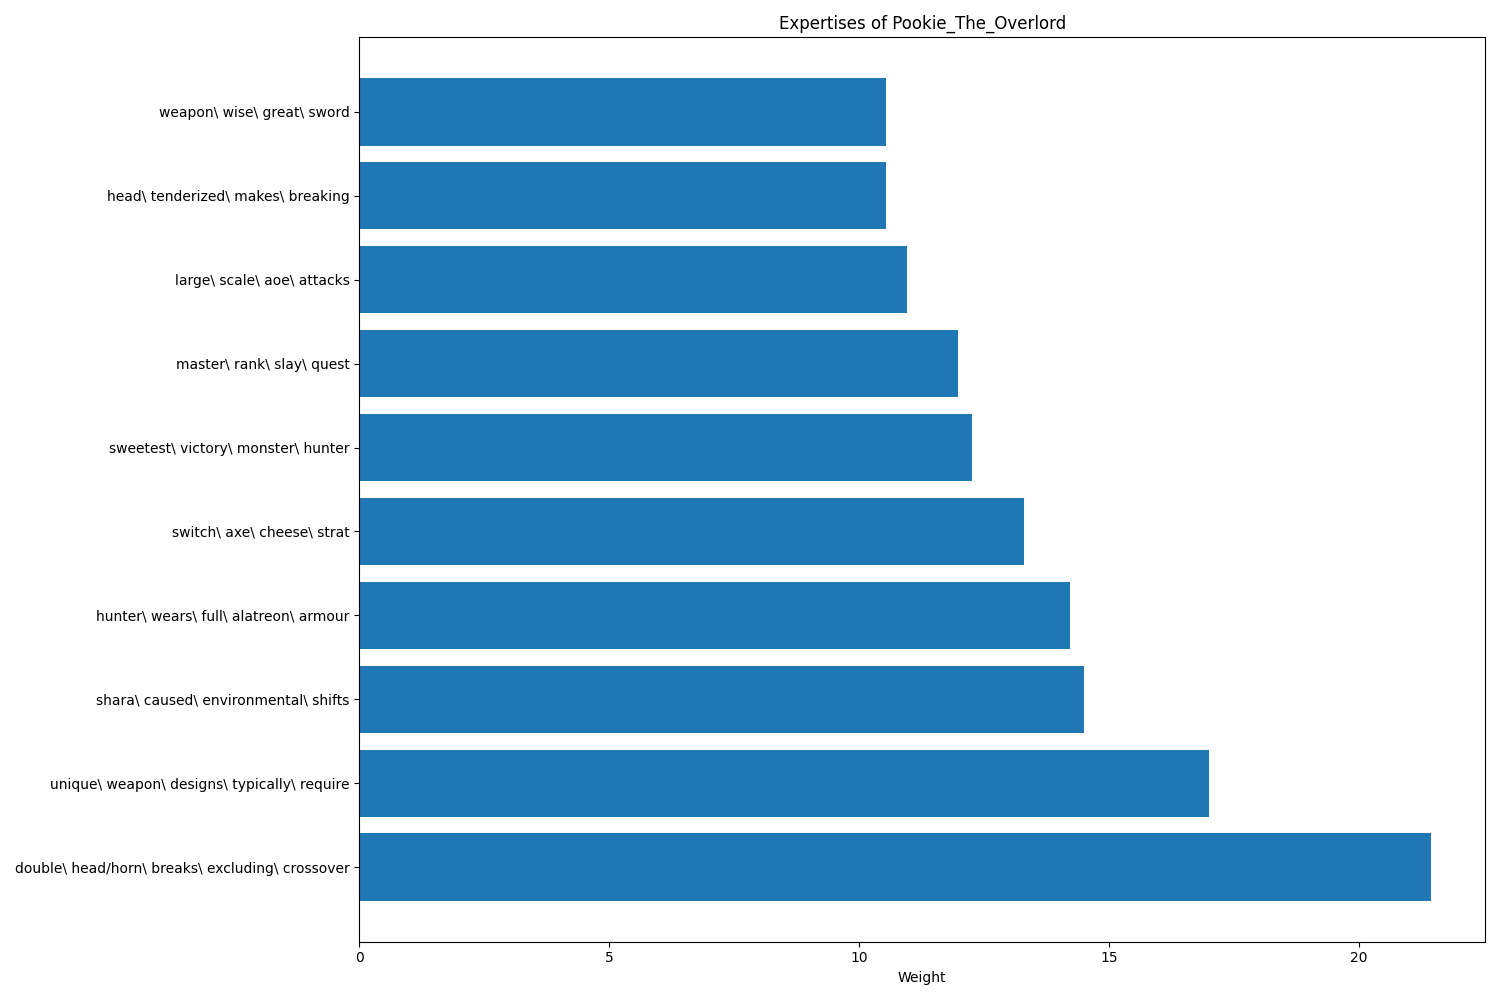 Expertises of Pookie_The_Overlord
weapon\ wise\ great\ sword
head\ tenderized\ makes\ breaking
large\ scale\ aoe\ attacks
master\ rank\ slay\ quest
sweetest\ victory\ monster\ hunter
switch\ axe\ cheese\ strat
hunter\ wears\ full\ alatreon\ armour
shara\ caused\ environmental\ shifts
unique\ weapon\ designs\ typically\ require
double\ head/horn\ breaks\ excluding\ crossover
0 5 10 15 20
Weight